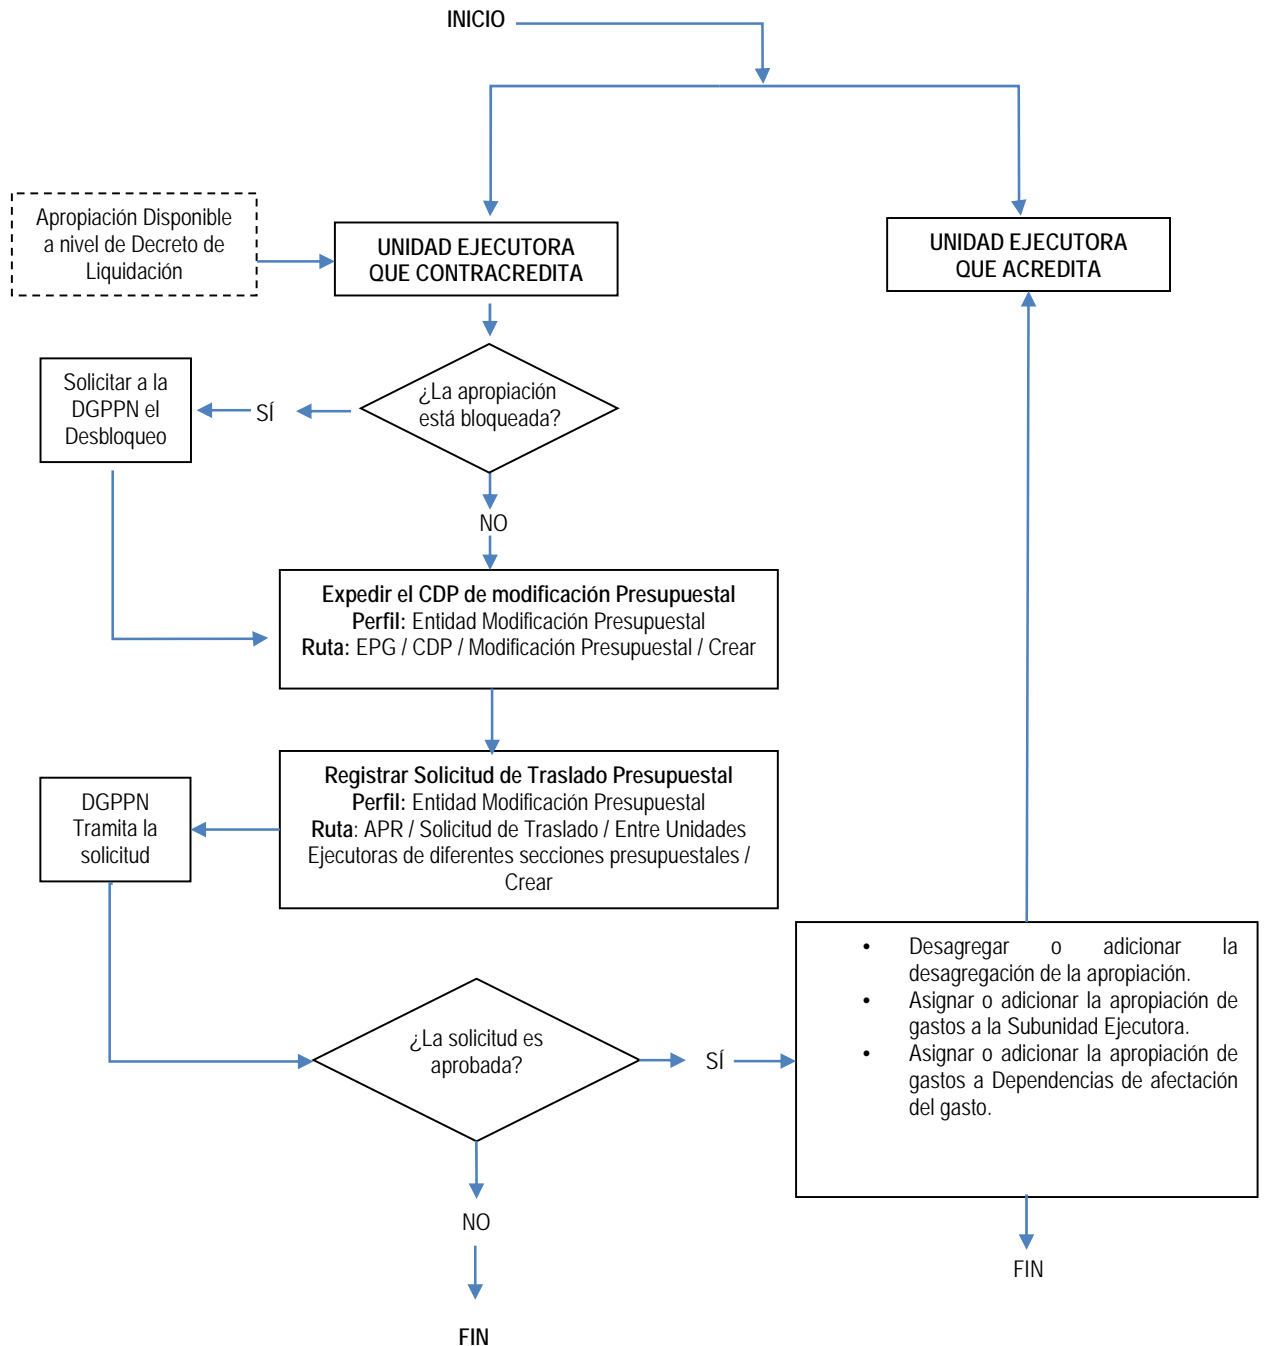 INICIO
Apropiación Disponible
a nivel de Decreto de
Liquidación
UNIDAD EJECUTORA
QUE CONTRACREDITA
UNIDAD EJECUTORA
QUE ACREDITA
Solicitar a la
DGPPN el
Desbloqueo
SÍ
¿La apropiación
está bloqueada?
NO
Expedir el CDP de modificación Presupuestal
Perfil: Entidad Modificación Presupuestal
Ruta: EPG / CDP / Modificación Presupuestal / Crear
Registrar Solicitud de Traslado Presupuestal
Perfil: Entidad Modificación Presupuestal
Ruta: APR / Solicitud de Traslado / Entre Unidades
Ejecutoras de diferentes secciones presupuestales /
Crear
DGPPN
Tramita la
solicitud
¿La solicitud es
aprobada?
SÍ
• Desagregar o adicionar la
desagregación de la apropiación.
• Asignar o adicionar la apropiación de
gastos a la Subunidad Ejecutora.
• Asignar o adicionar la apropiación de
gastos a Dependencias de afectación
del gasto.
NO
FIN
FIN